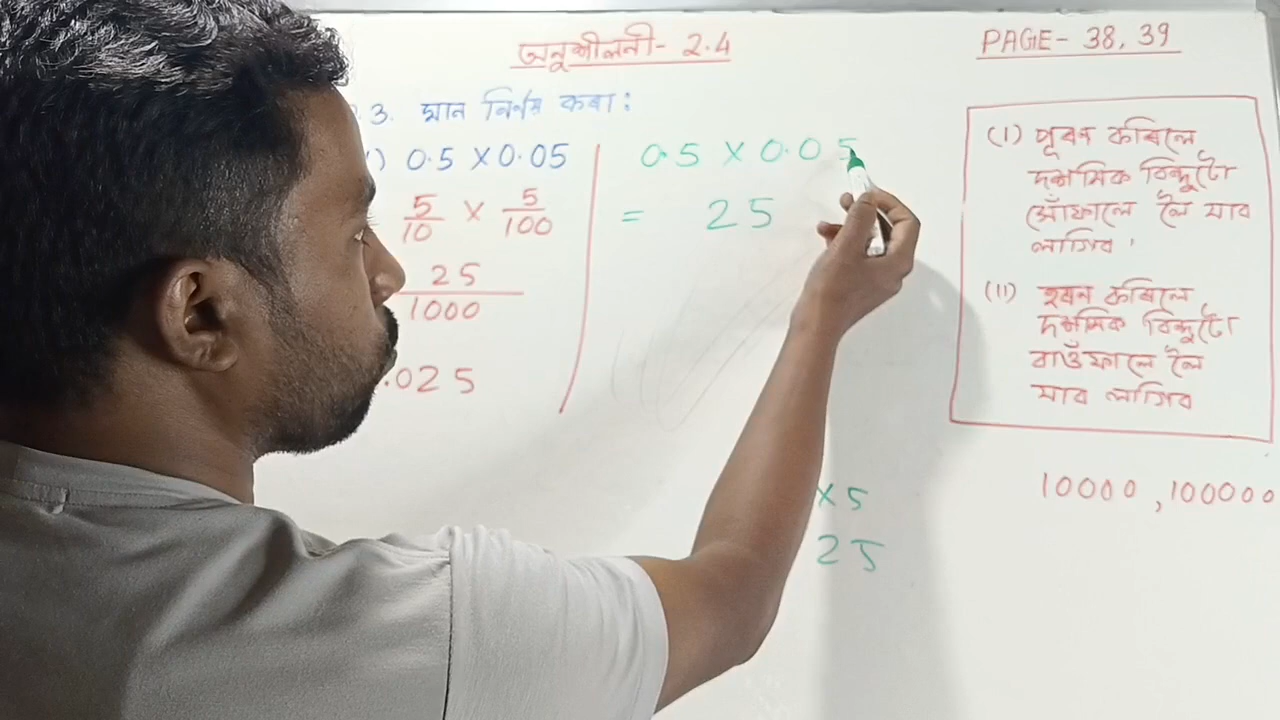 অনুশীলনী- 2.4
PAGE- 38, 39
3. মান নিৰ্ণয় কৰা :
) 0.5 X 0.05
5/10 X 5/100
25/1000
.025
0.5 X 0.05
= 25
X 5
25
(I) পূৰণ কৰিলে
দশমিক বিন্দুটো
সোঁফালে লৈ যাব
লাগিব ।
(II) হৰণ কৰিলে
দশমিক বিন্দুটো
বাওঁফালে লৈ
যাব লাগিব
10000 , 100000